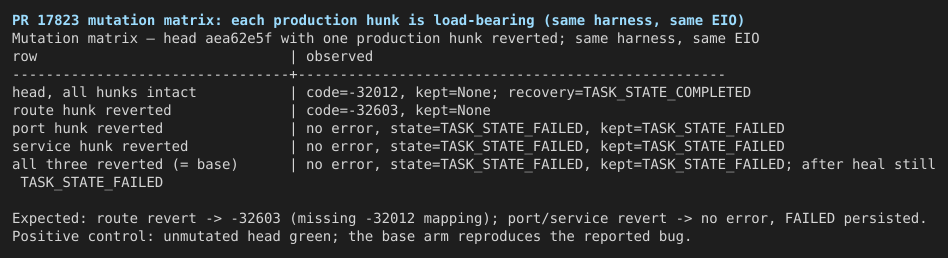 PR 17823 mutation matrix: each production hunk is load-bearing (same harness, same EIO)
Mutation matrix — head aea62e5f with one production hunk reverted; same harness, same EIO
row                              | observed
---------------------------------+--------------------------------------------------
head, all hunks intact           | code=-32012, kept=None; recovery=TASK_STATE_COMPLETED
route hunk reverted              | code=-32603, kept=None
port hunk reverted               | no error, state=TASK_STATE_FAILED, kept=TASK_STATE_FAILED
service hunk reverted            | no error, state=TASK_STATE_FAILED, kept=TASK_STATE_FAILED
all three reverted (= base)      | no error, state=TASK_STATE_FAILED, kept=TASK_STATE_FAILED; after heal still
 TASK_STATE_FAILED
Expected: route revert -> -32603 (missing -32012 mapping); port/service revert -> no error, FAILED persisted.
Positive control: unmutated head green; the base arm reproduces the reported bug.